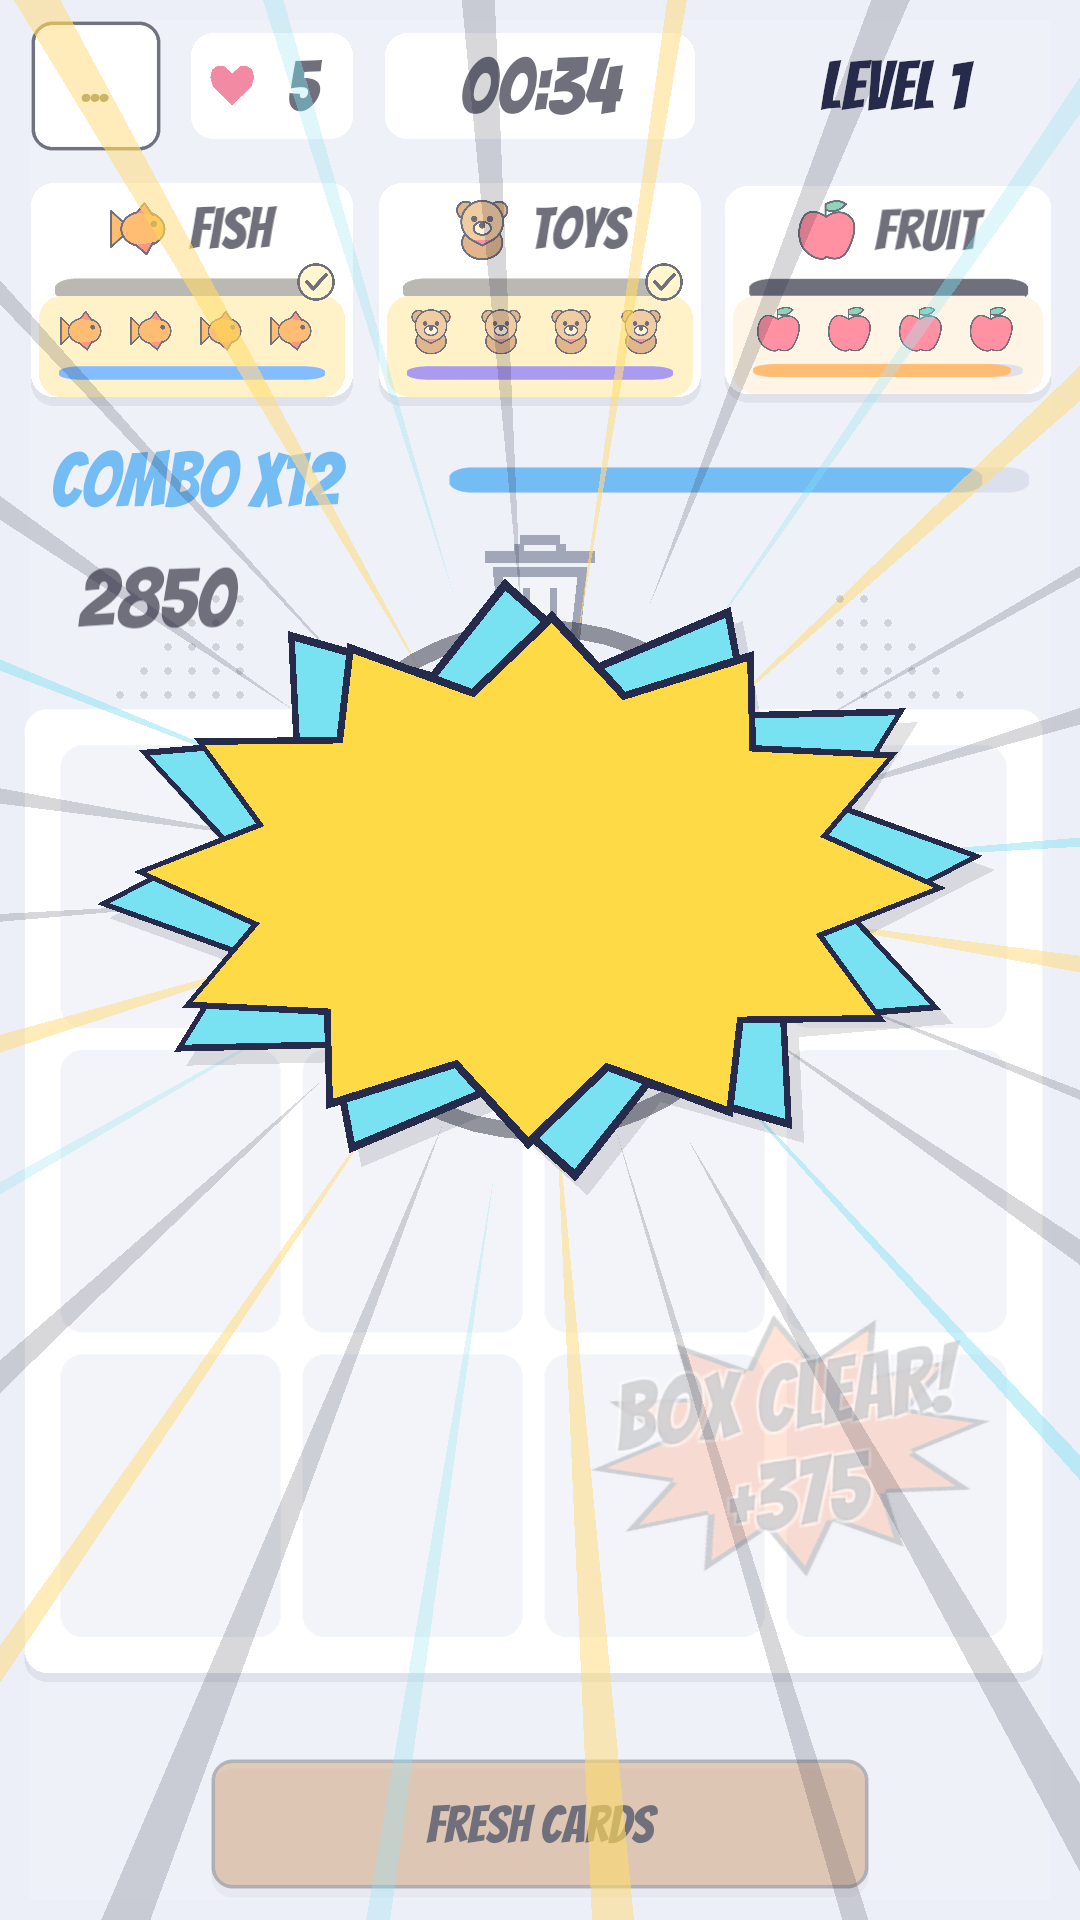 ...
5
00:34
LEVEL 1
FISH
TOYS
FRUIT
COMBO X12
2850
BOX CLEAR!
+375
FRESH CARDS